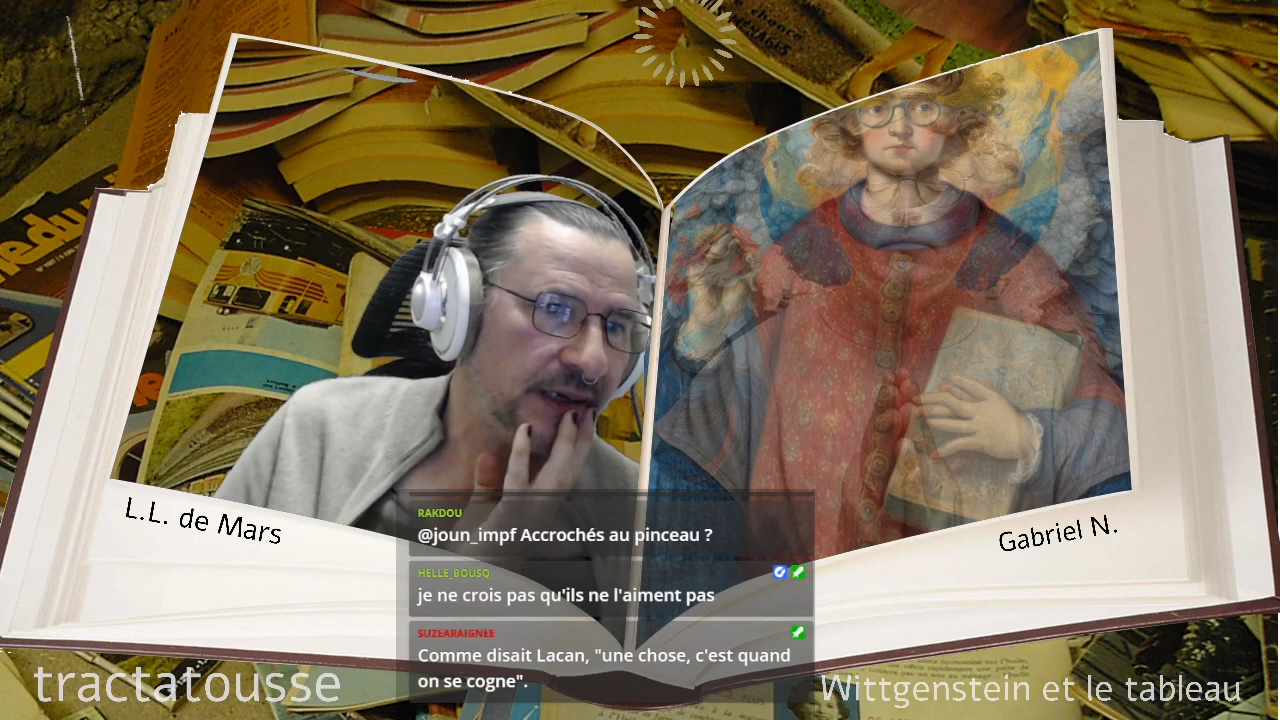 MÉNAGES
L.L. de Mars
Gabriel N.
RAKDOU
@joun_impf Accrochés au pinceau ?
HELLE_BOUSQ
je ne crois pas qu'ils ne l'aiment pas
SUZEARAIGNEE
Comme disait Lacan, "une chose, c'est quand
on se cogne".
tractatousse
Wittgenstein et le tableau